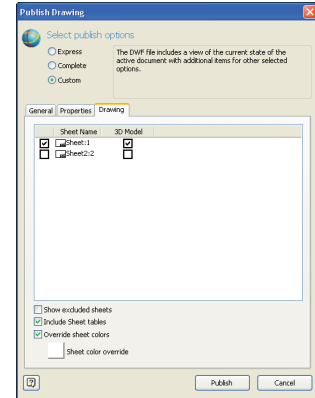 Publish Drawing
Select publish options
Express
Complete
Custom
The DWF file includes a view of the current state of the
active document with additional items for other selected
options.
General Properties Drawing
Sheet Name 3D Model
Sheet:1
Sheet2:2
Show excluded sheets
Include Sheet tables
Override sheet colors
Sheet color override
Publish Cancel